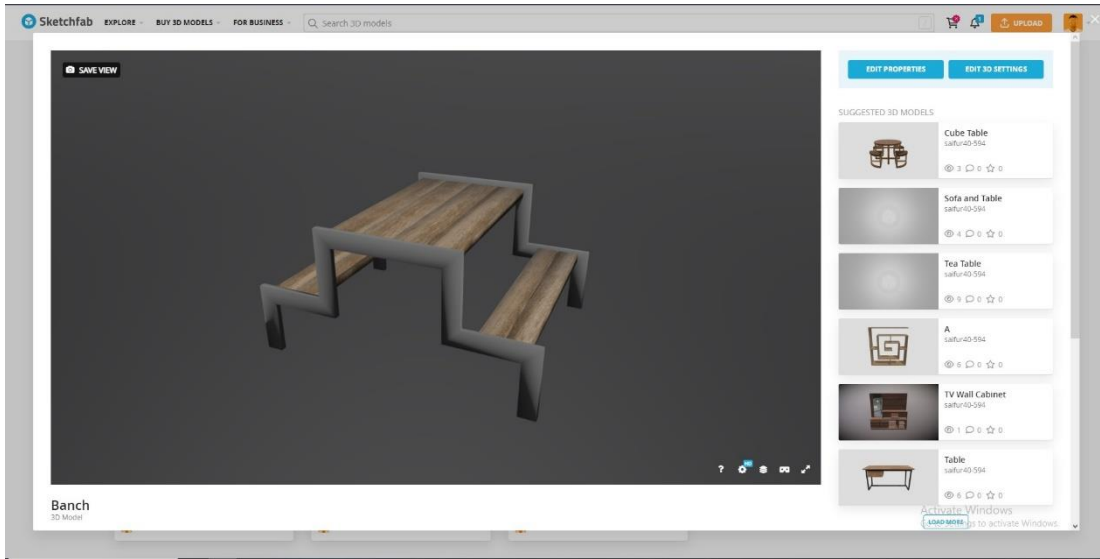 Sketchfab EXPLORE BUY 3D MODELS FOR BUSINESS Search 3D models UPLOAD
SAVE VIEW
EDIT PROPERTIES EDIT 3D SETTINGS
SUGGESTED 3D MODELS
Cube Table
saifur40-594
3 0 0
Sofa and Table
saifur40-594
4 0 0
Tea Table
saifur40-594
9 0 0
A
saifur40-594
6 0 0
TV Wall Cabinet
saifur40-594
1 0 0
Table
saifur40-594
6 0 0
? HD
Banch
3D Model
Activate Windows
LOAD MORE
to activate Windows.